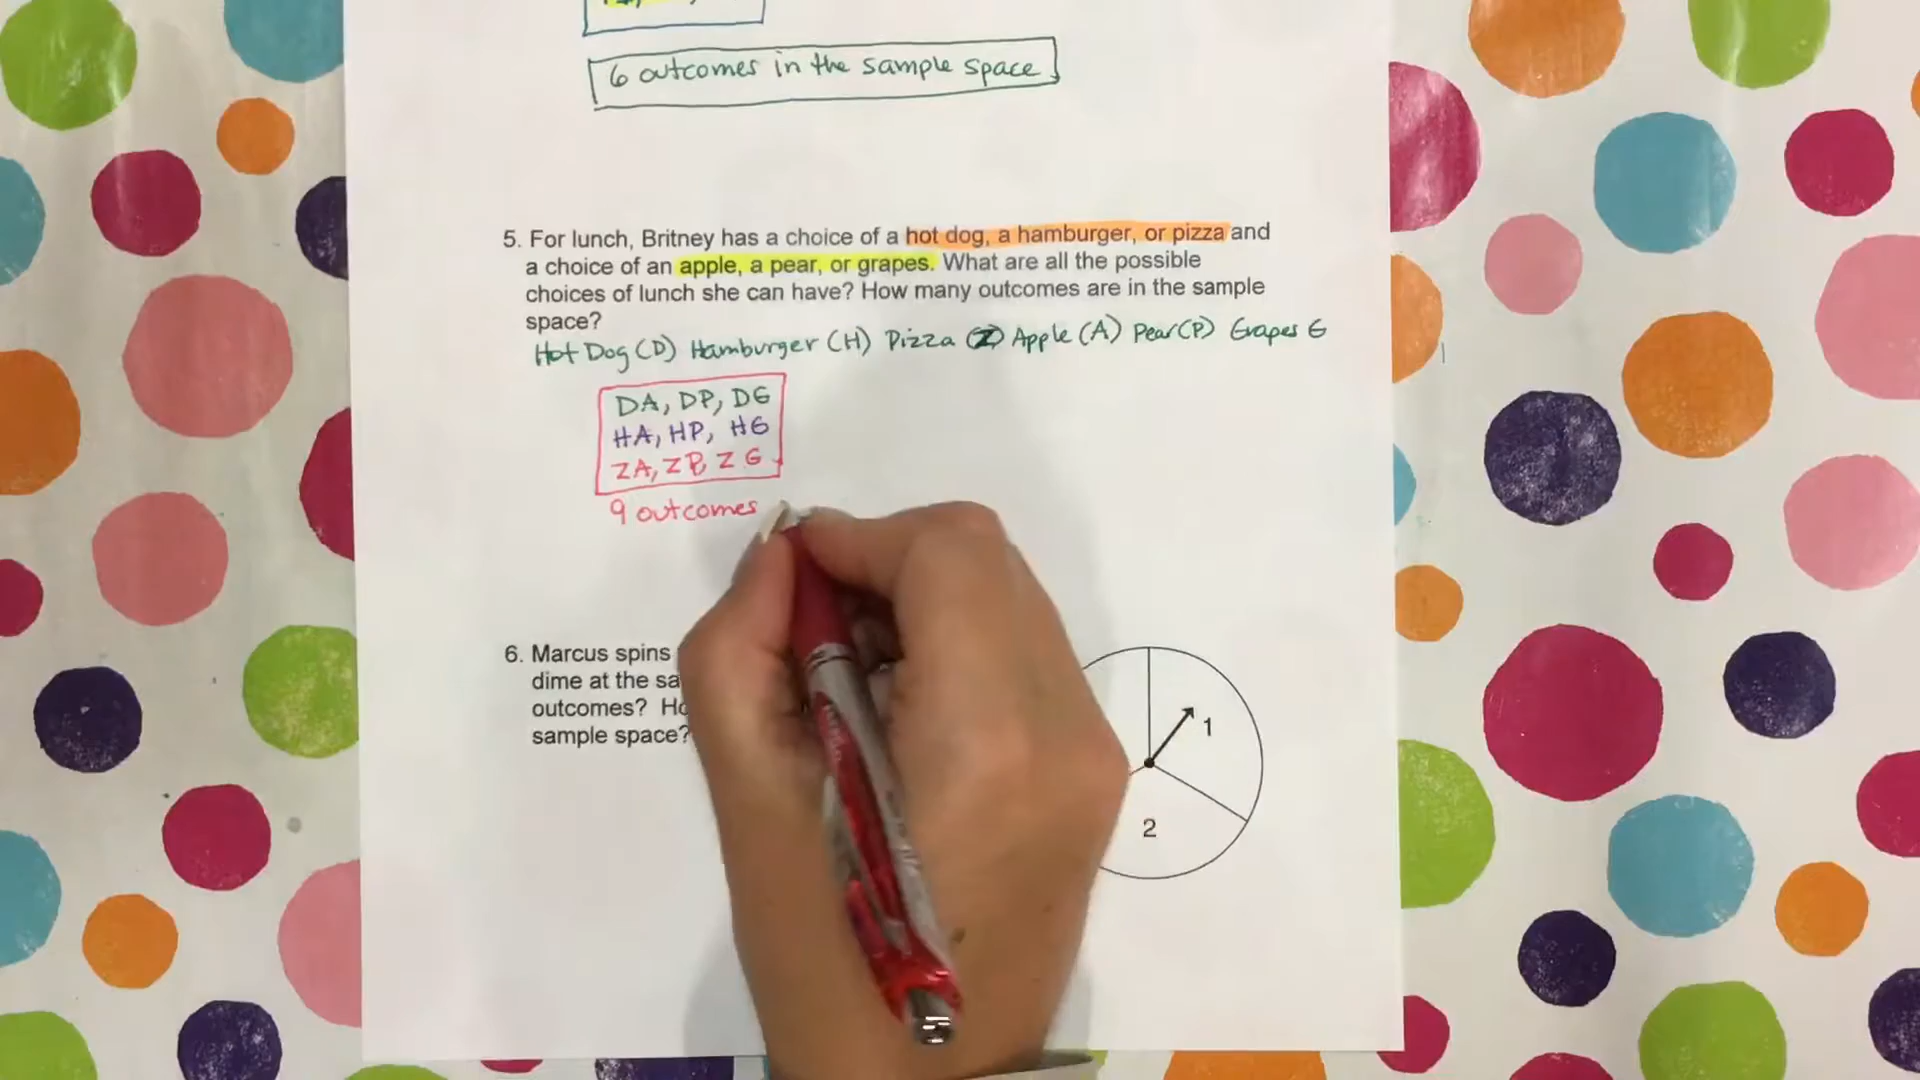 6 outcomes in the sample space
5. For lunch, Britney has a choice of a hot dog, a hamburger, or pizza and
a choice of an apple, a pear, or grapes. What are all the possible
choices of lunch she can have? How many outcomes are in the sample
space?
Hot Dog (D) Hamburger (H) Pizza (Z) Apple (A) Pear (P) Grapes G
DA, DP, DG
HA, HP, HG
ZA, ZP, ZG
9 outcomes
6. Marcus spins
dime at the
outcomes?
sample space?
1
2